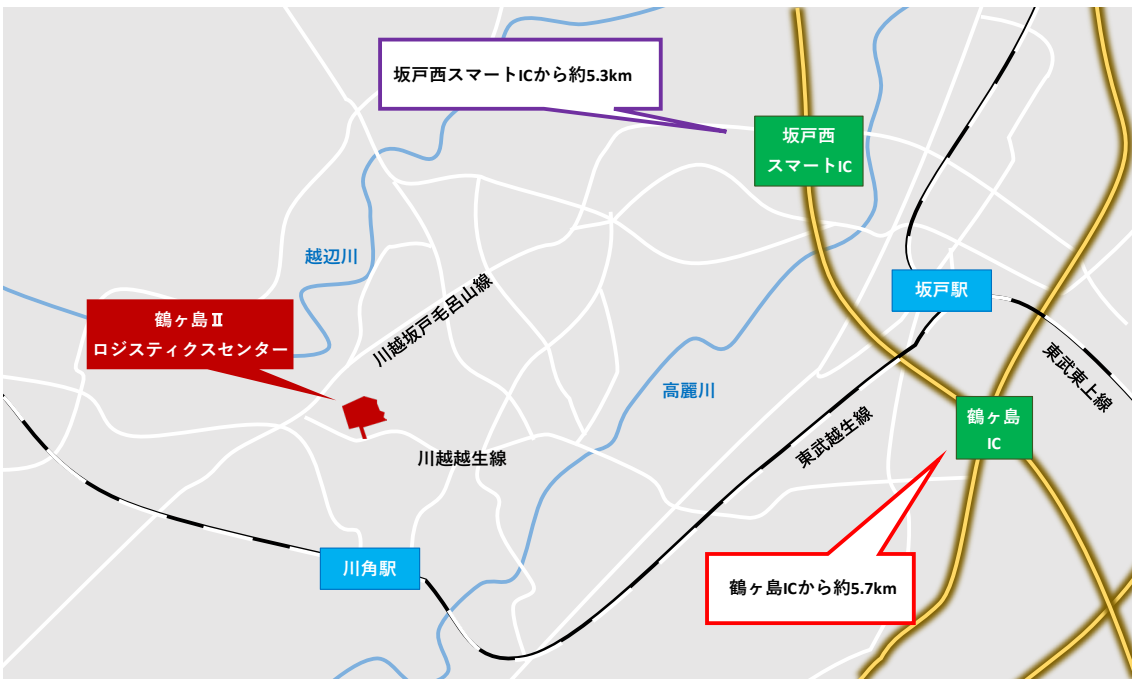 坂戸西スマートICから約5.3km
坂戸西
スマートIC
越辺川
坂戸駅
川越坂戸毛呂山線
鶴ヶ島Ⅱ
ロジスティクスセンター
東武東上線
高麗川
鶴ヶ島
IC
東武越生線
川越越生線
川角駅
鶴ヶ島ICから約5.7km